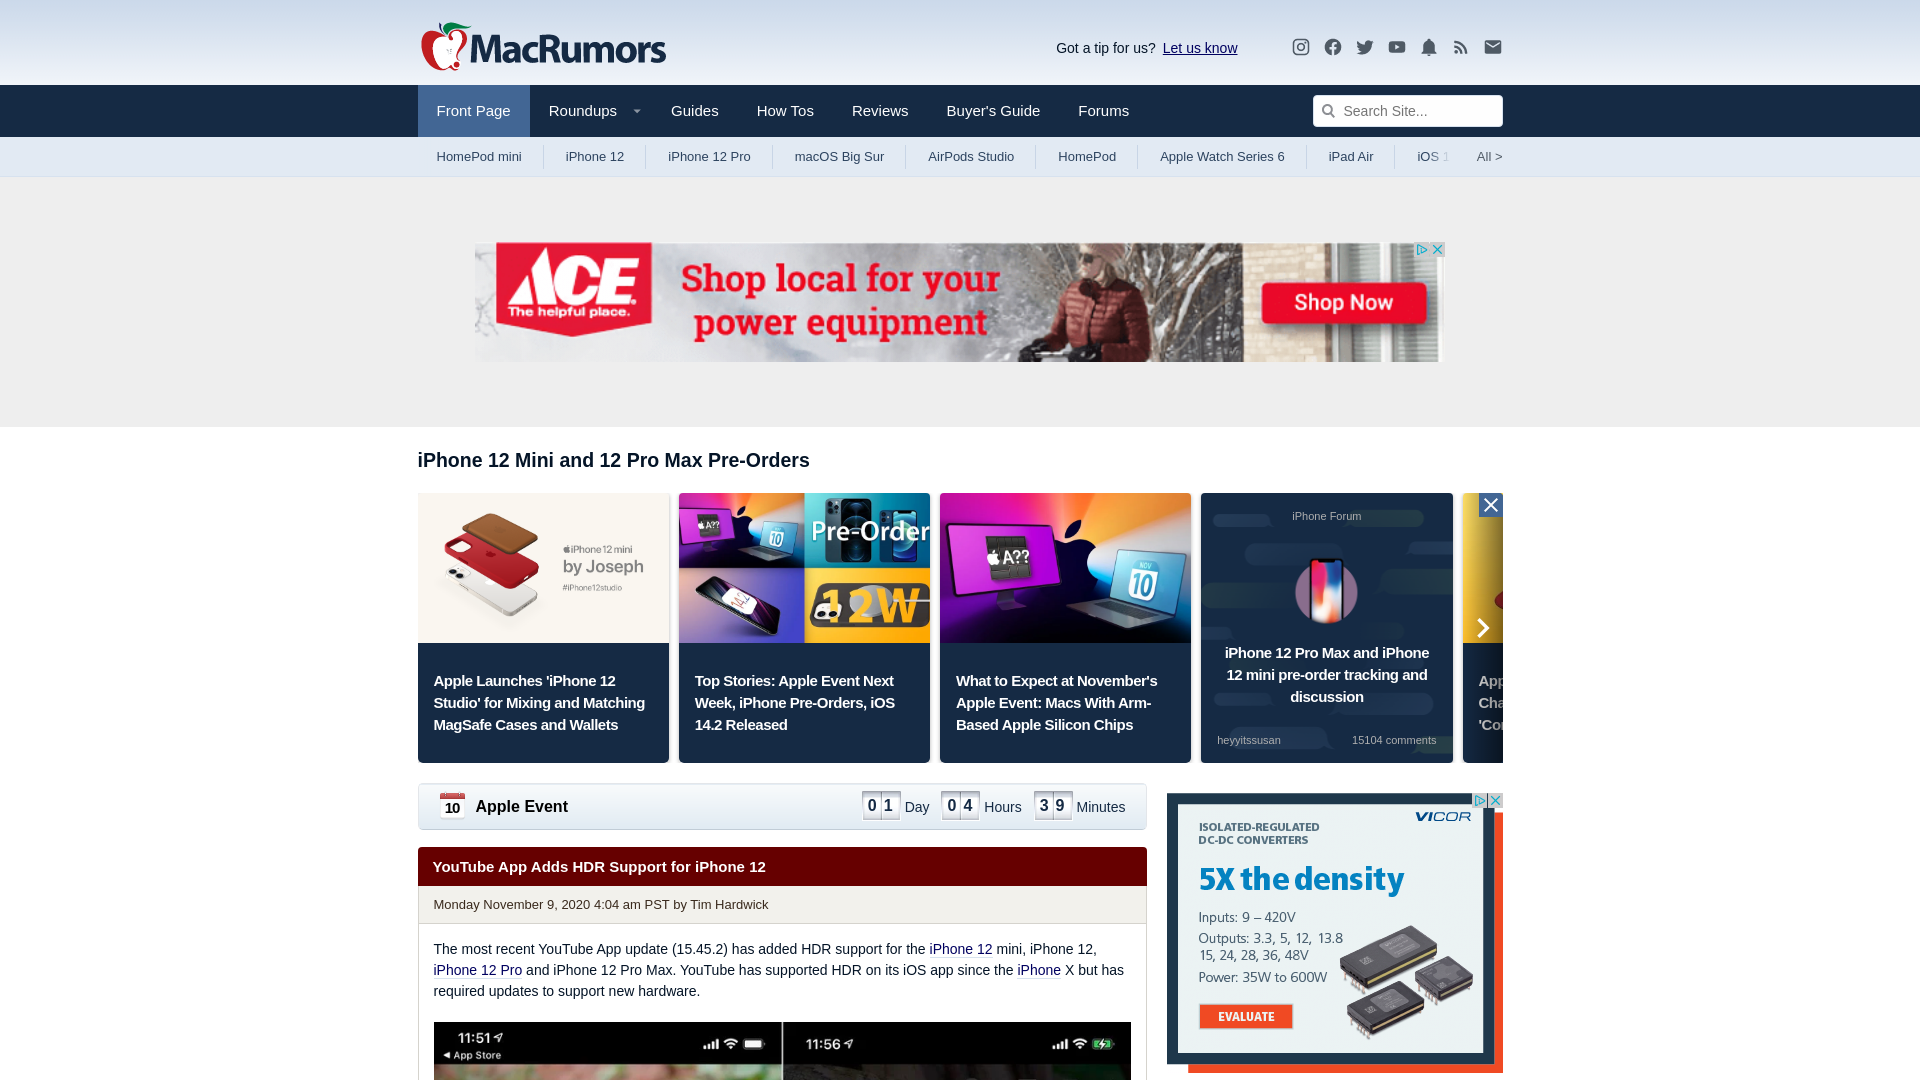 MacRumors
Got a tip for us? Let us know
Front Page
Roundups
Guides
How Tos
Reviews
Buyer's Guide
Forums
Search Site...
HomePod mini
iPhone 12
iPhone 12 Pro
macOS Big Sur
AirPods Studio
HomePod
Apple Watch Series 6
iPad Air
iOS 1
All >
ACE
The helpful place.
Shop local for your
power equipment
Shop Now
iPhone 12 Mini and 12 Pro Max Pre-Orders
iPhone 12 mini
by Joseph
#iPhone12studio
Apple Launches 'iPhone 12
Studio' for Mixing and Matching
MagSafe Cases and Wallets
A??
10
Pre-Order
14.2
12W
Top Stories: Apple Event Next
Week, iPhone Pre-Orders, iOS
14.2 Released
A??
NOV
10
What to Expect at November's
Apple Event: Macs With Arm-
Based Apple Silicon Chips
iPhone Forum
iPhone 12 Pro Max and iPhone
12 mini pre-order tracking and
discussion
heyyitssusan
15104 comments
App
Cha
'Co
10
Apple Event
01 Day
04 Hours
39 Minutes
YouTube App Adds HDR Support for iPhone 12
Monday November 9, 2020 4:04 am PST by Tim Hardwick
The most recent YouTube App update (15.45.2) has added HDR support for the iPhone 12 mini, iPhone 12,
iPhone 12 Pro and iPhone 12 Pro Max. YouTube has supported HDR on its iOS app since the iPhone X but has
required updates to support new hardware.
11:51
App Store
11:56
VICOR
ISOLATED-REGULATED
DC-DC CONVERTERS
5X the density
Inputs: 9 – 420V
Outputs: 3.3, 5, 12, 13.8
15, 24, 28, 36, 48V
Power: 35W to 600W
EVALUATE